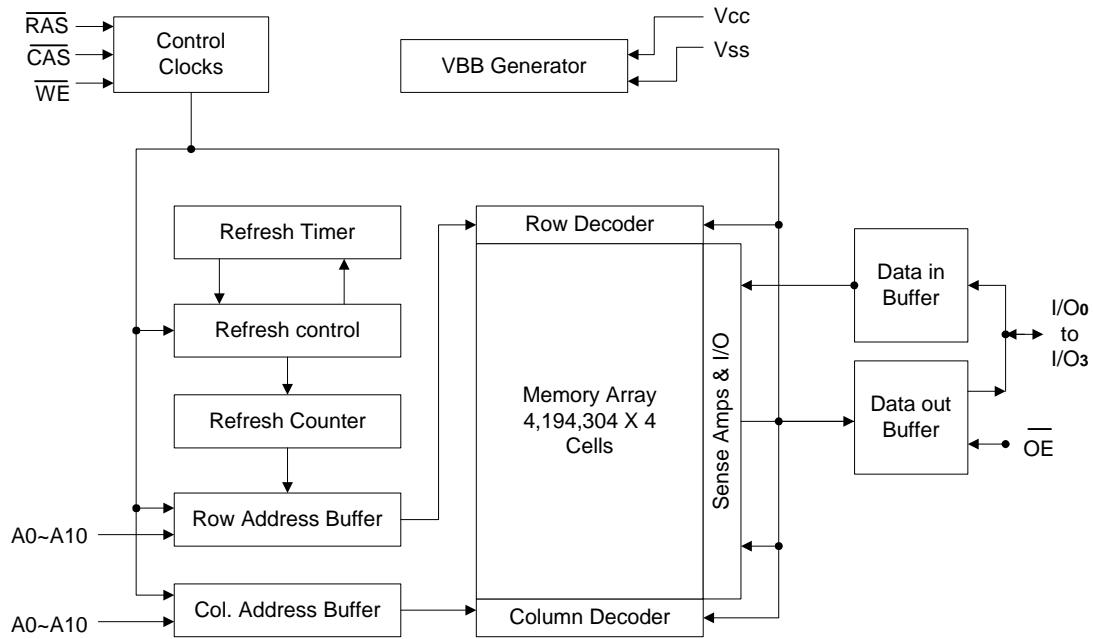 RAS
CAS
WE
Control
Clocks
VBB Generator
Vcc
Vss
Refresh Timer
Refresh control
Refresh Counter
Row Address Buffer
Col. Address Buffer
A0~A10
A0~A10
Row Decoder
Memory Array
4,194,304 X 4
Cells
Sense Amps & I/O
Column Decoder
Data in
Buffer
Data out
Buffer
I/O0
to
I/O3
OE